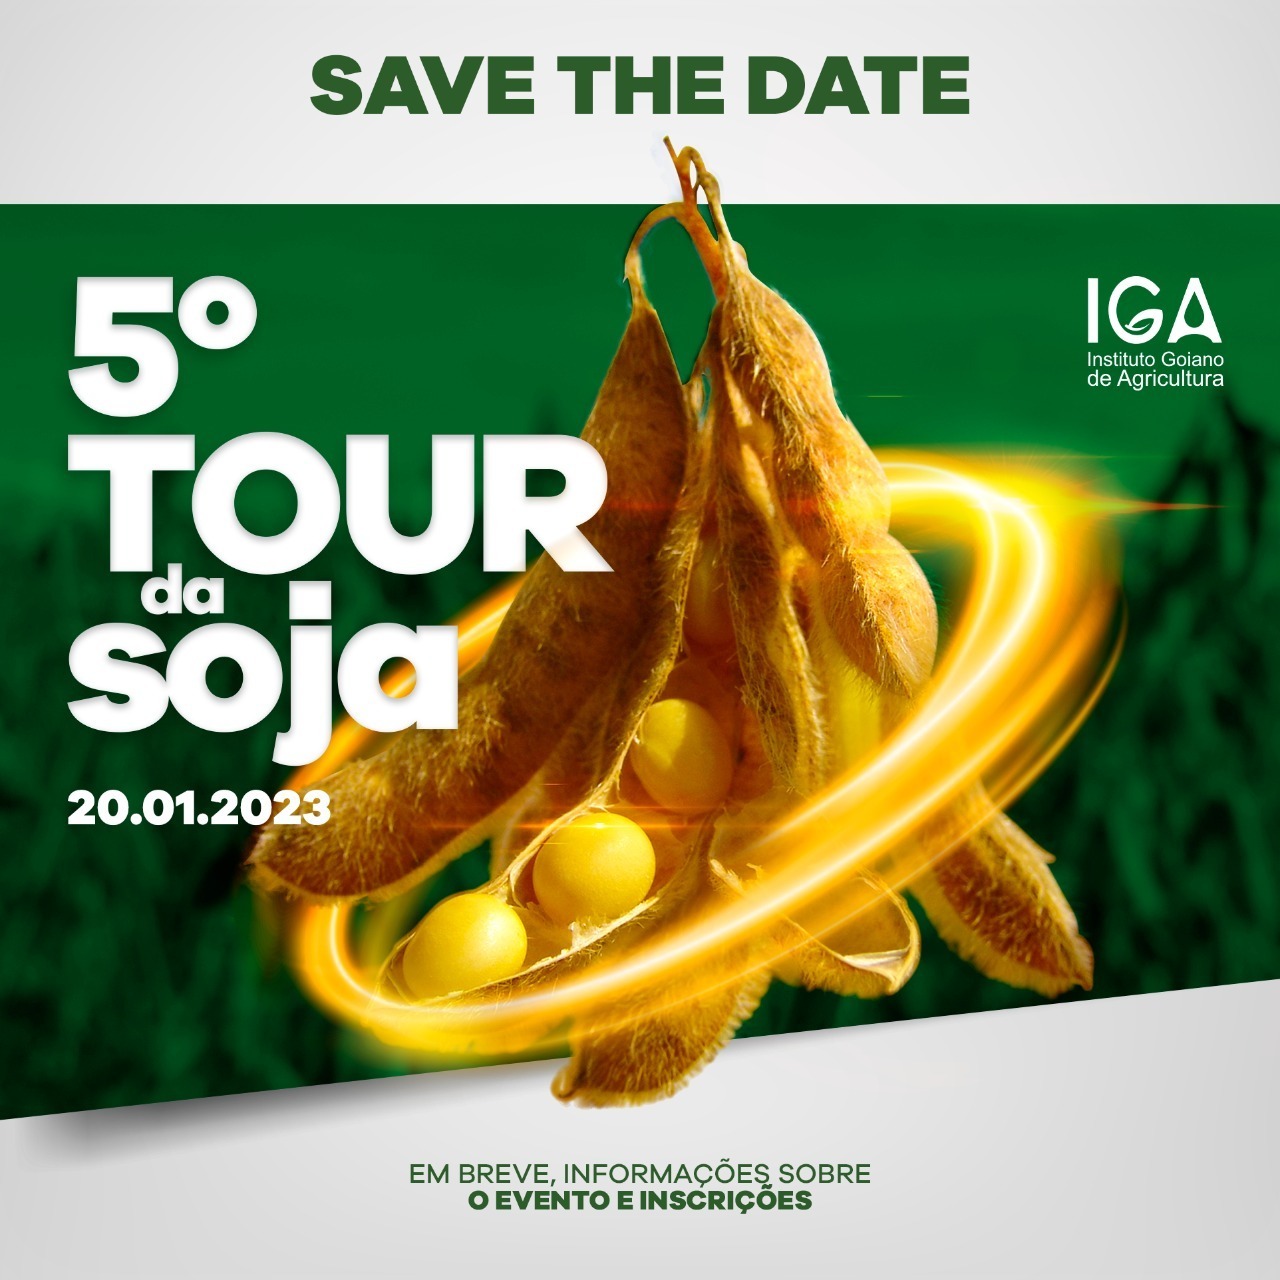 SAVE THE DATE
5º
TOUR
da
soja
20.01.2023
IGA
Instituto Goiano
de Agricultura
EM BREVE, INFORMAÇÕES SOBRE
O EVENTO E INSCRIÇÕES